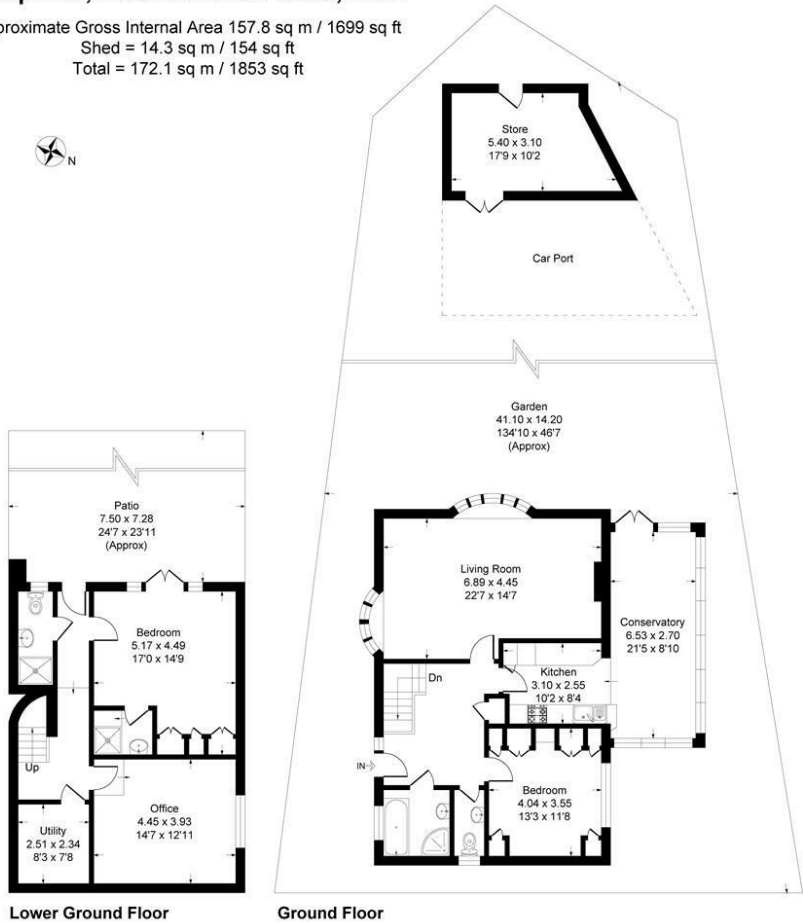 Approximate Gross Internal Area 157.8 sq m / 1699 sq ft
Shed = 14.3 sq m / 154 sq ft
Total = 172.1 sq m / 1853 sq ft
N
Store
5.40 x 3.10
17'9 x 10'2
Car Port
Garden
41.10 x 14.20
134'10 x 46'7
(Approx)
Patio
7.50 x 7.28
24'7 x 23'11
(Approx)
Bedroom
5.17 x 4.49
17'0 x 14'9
Up
Office
4.45 x 3.93
14'7 x 12'11
Utility
2.51 x 2.34
8'3 x 7'8
Living Room
6.89 x 4.45
22'7 x 14'7
Conservatory
6.53 x 2.70
21'5 x 8'10
Kitchen
3.10 x 2.55
10'2 x 8'4
Dn
IN
Bedroom
4.04 x 3.55
13'3 x 11'8
Lower Ground Floor
Ground Floor